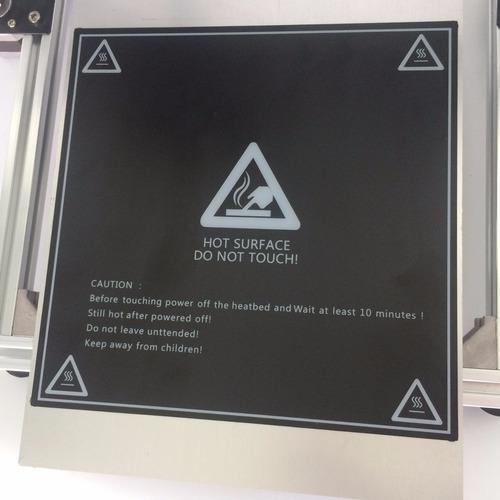 HOT SURFACE
DO NOT TOUCH!
CAUTION :
Before touching power off the heatbed and Wait at least 10 minutes !
Still hot after powered off!
Do not leave unttended!
Keep away from children!